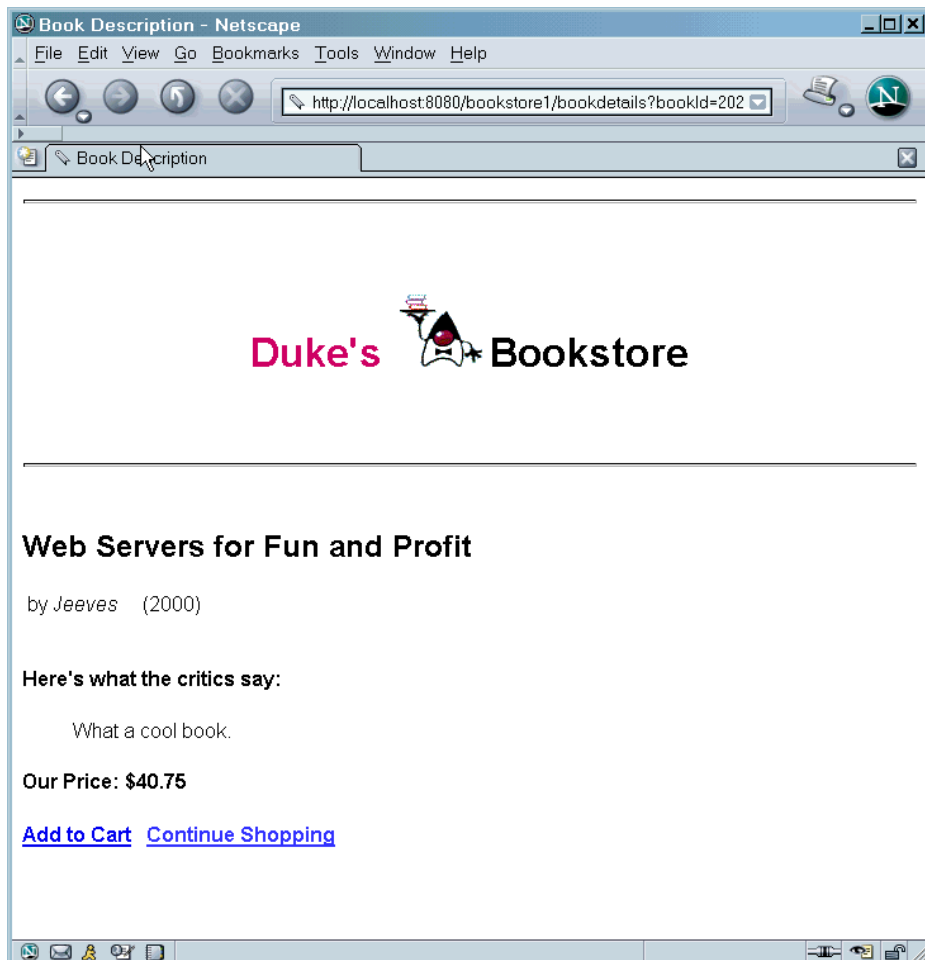 Book Description - Netscape
File Edit View Go Bookmarks Tools Window Help
http://localhost:8080/bookstore1/bookdetails?bookId=202
N
Book Description
Duke's Bookstore
Web Servers for Fun and Profit
by Jeeves (2000)
Here's what the critics say:
What a cool book.
Our Price: $40.75
Add to Cart Continue Shopping